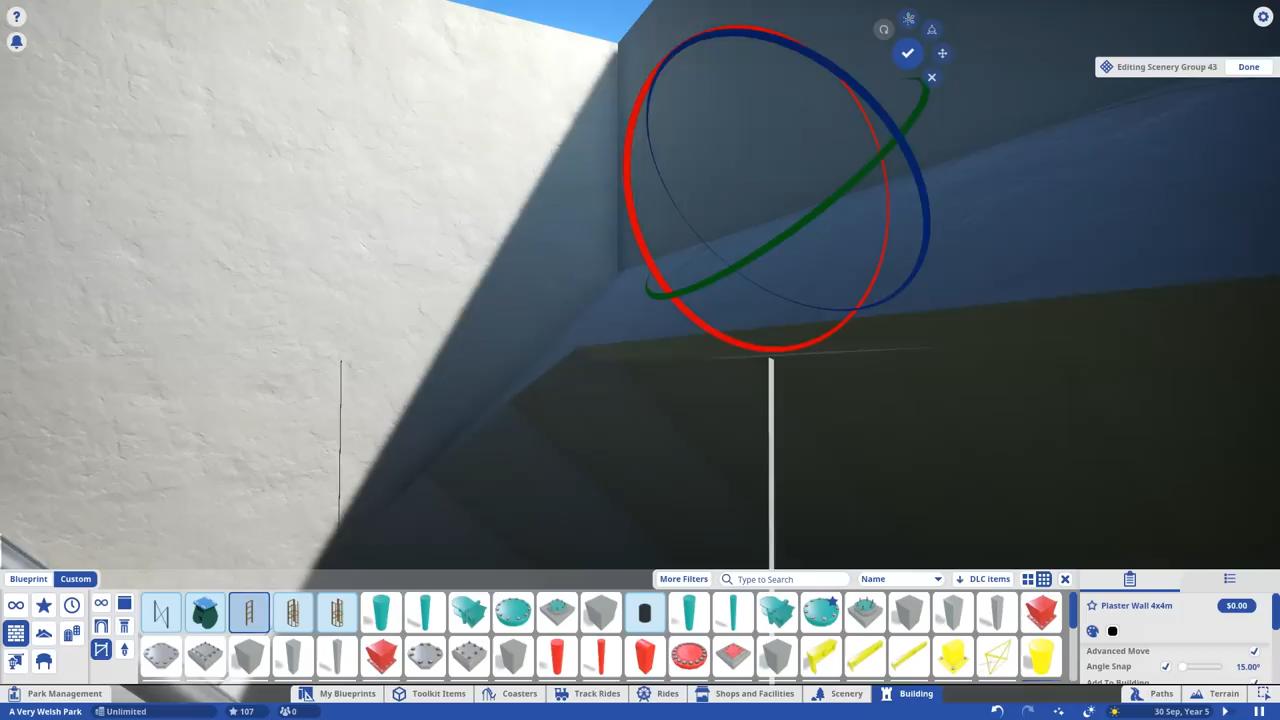 Editing Scenery Group 43 Done
Blueprint Custom
More Filters Type to Search Name DLC items
Plaster Wall 4x4m $0.00
Advanced Move
Angle Snap 15.00°
Park Management My Blueprints Toolkit Items Coasters Track Rides Rides Shops and Facilities Scenery Building Paths Terrain
A Very Welsh Park Unlimited 107 0 30 Sep, Year 5